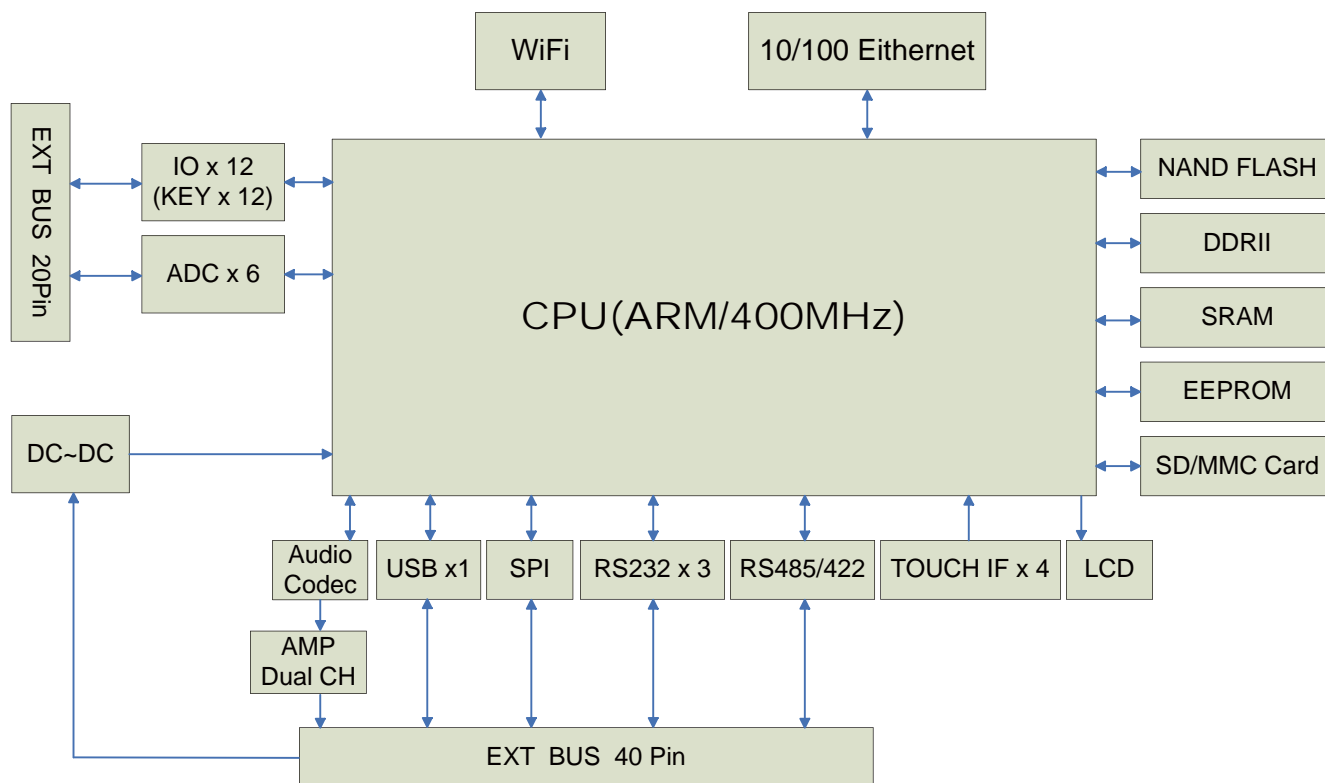 WiFi
10/100 Eithernet
EXT BUS 20Pin
IO x 12
(KEY x 12)
ADC x 6
CPU(ARM/400MHz)
NAND FLASH
DDRII
SRAM
EEPROM
SD/MMC Card
DC~DC
Audio
Codec
USB x1
SPI
RS232 x 3
RS485/422
TOUCH IF x 4
LCD
AMP
Dual CH
EXT BUS 40 Pin